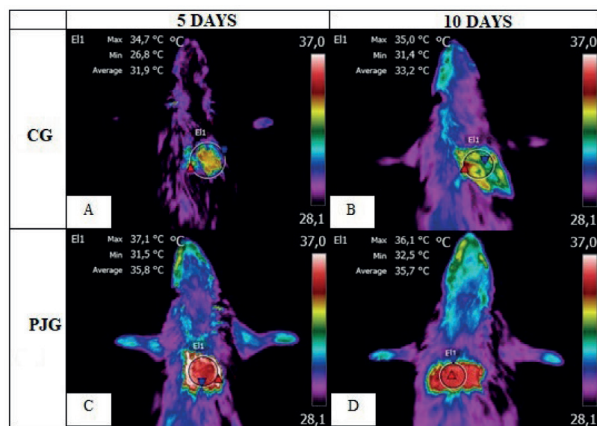 5 DAYS 10 DAYS
CG
El1 Max 34,7 °C °C 37,0
Min 26,8 °C
Average 31,9 °C
El1
A 28,1
El1 Max 35,0 °C °C 37,0
Min 31,4 °C
Average 33,2 °C
El1
B 28,1
PJG
El1 Max 37,1 °C °C 37,0
Min 31,5 °C
Average 35,8 °C
El1
C 28,1
El1 Max 36,1 °C °C 37,0
Min 32,5 °C
Average 35,7 °C
El1
D 28,1